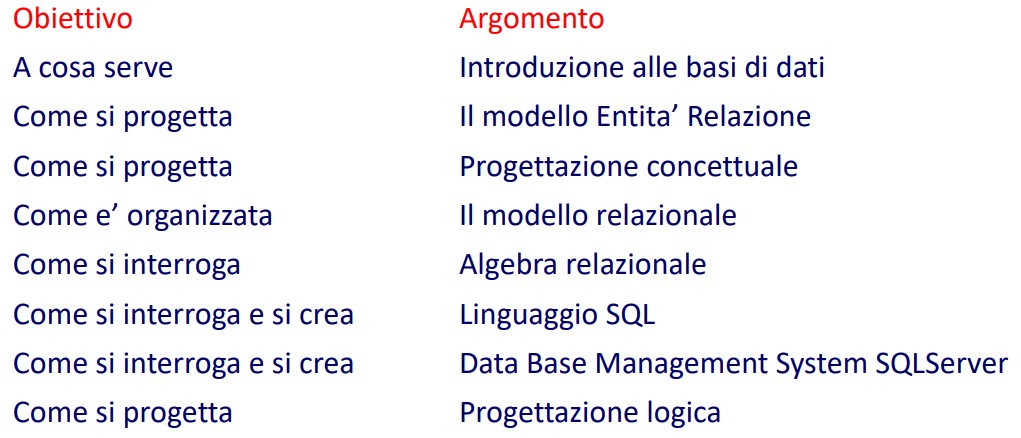 Obiettivo Argomento
A cosa serve Introduzione alle basi di dati
Come si progetta Il modello Entita’ Relazione
Come si progetta Progettazione concettuale
Come e’ organizzata Il modello relazionale
Come si interroga Algebra relazionale
Come si interroga e si crea Linguaggio SQL
Come si interroga e si crea Data Base Management System SQLServer
Come si progetta Progettazione logica